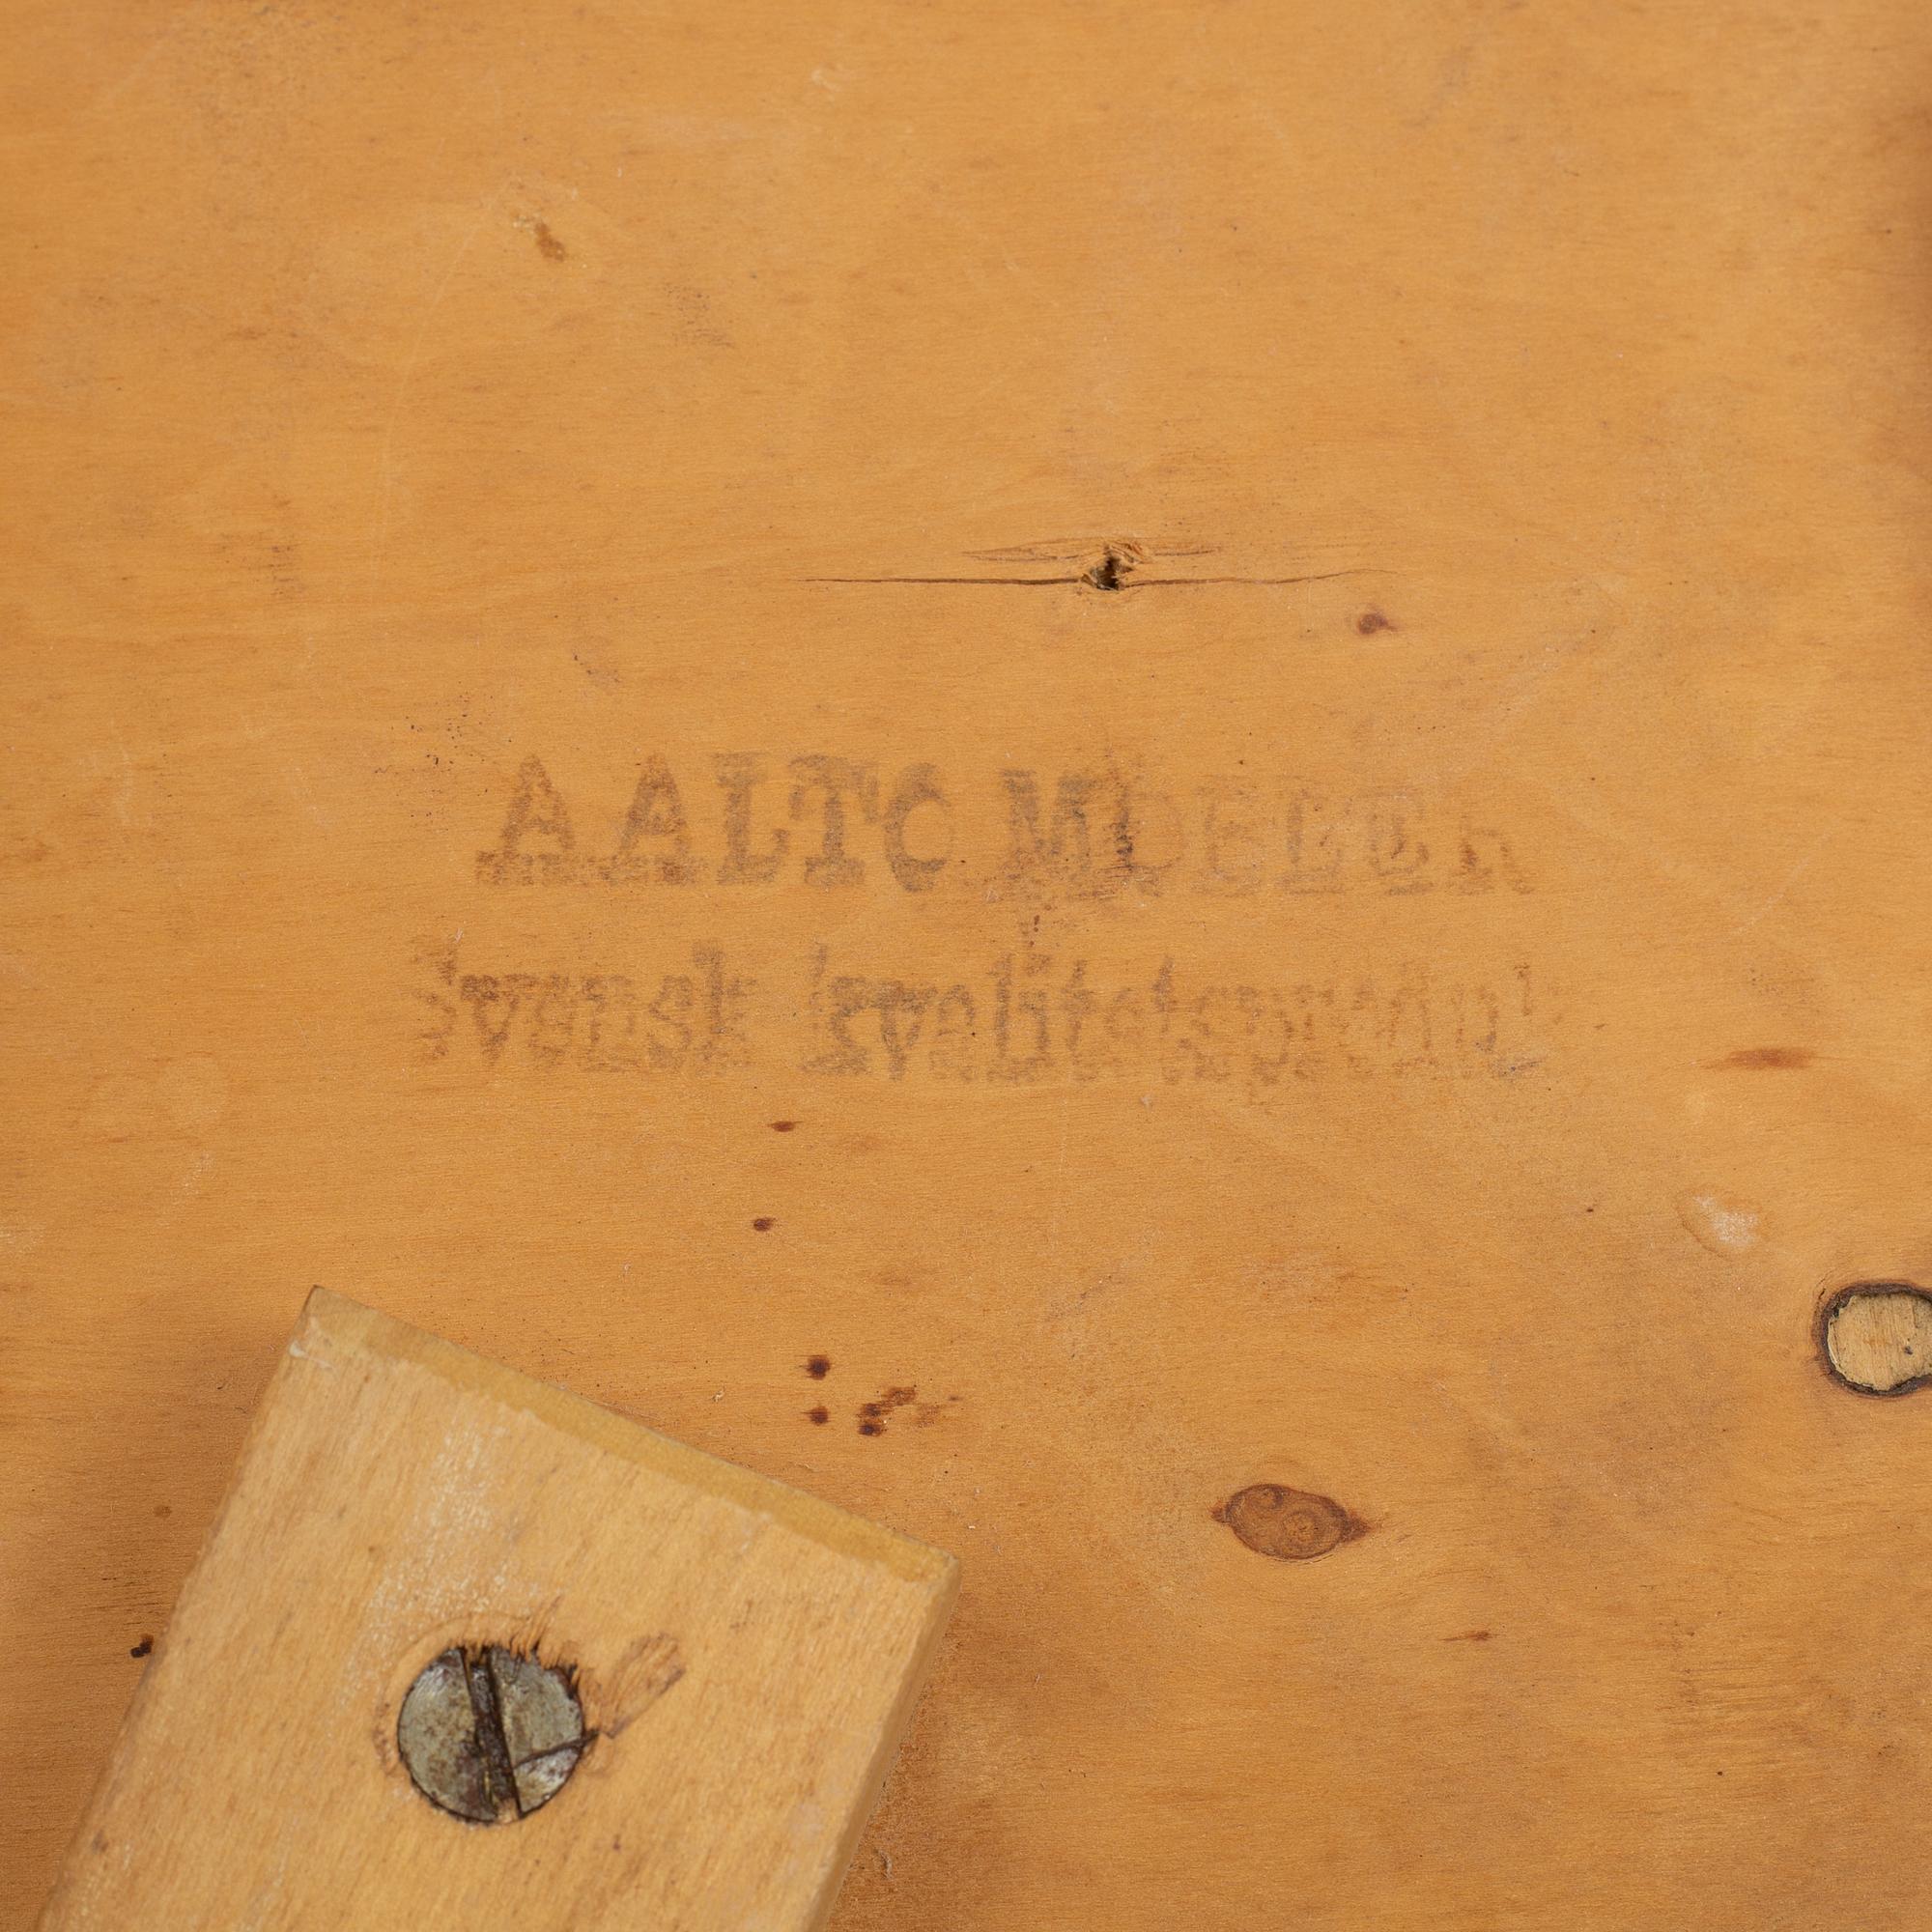 AALTO MÖBLER
Svensk kvalitetsprodukt